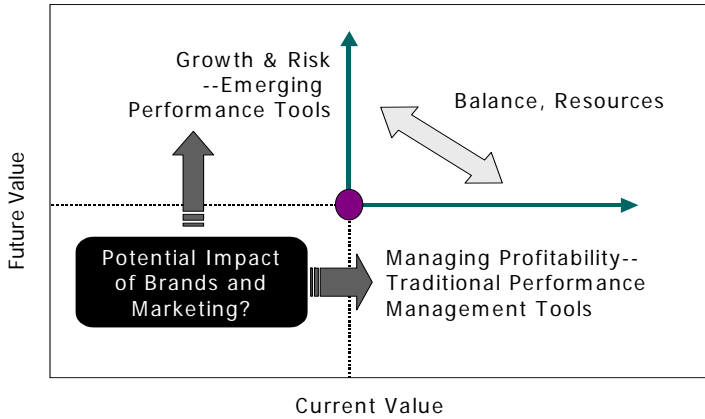 Growth & Risk
--Emerging
Performance Tools
Balance, Resources
Future Value
Potential Impact
of Brands and
Marketing?
Managing Profitability--
Traditional Performance
Management Tools
Current Value